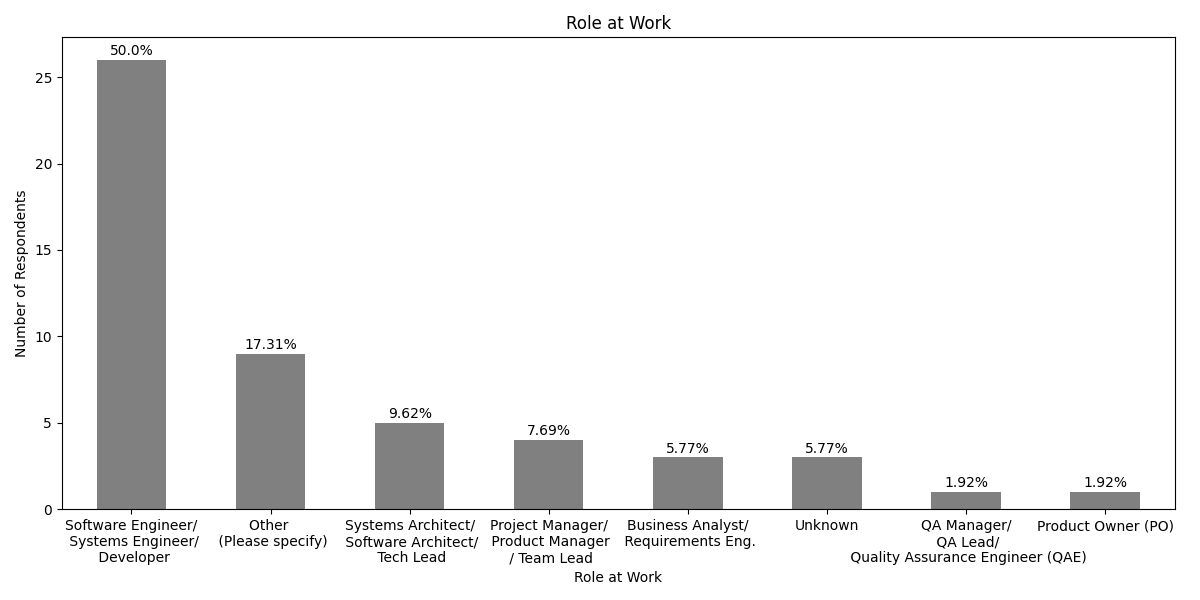 Role at Work
50.0%
17.31%
9.62%
7.69%
5.77%
5.77%
1.92%
1.92%
25
20
15
10
5
0
Number of Respondents
Software Engineer/
Systems Engineer/
Developer
Other
(Please specify)
Systems Architect/
Software Architect/
Tech Lead
Project Manager/
Product Manager
/ Team Lead
Business Analyst/
Requirements Eng.
Unknown
QA Manager/
QA Lead/
Quality Assurance Engineer (QAE)
Product Owner (PO)
Role at Work